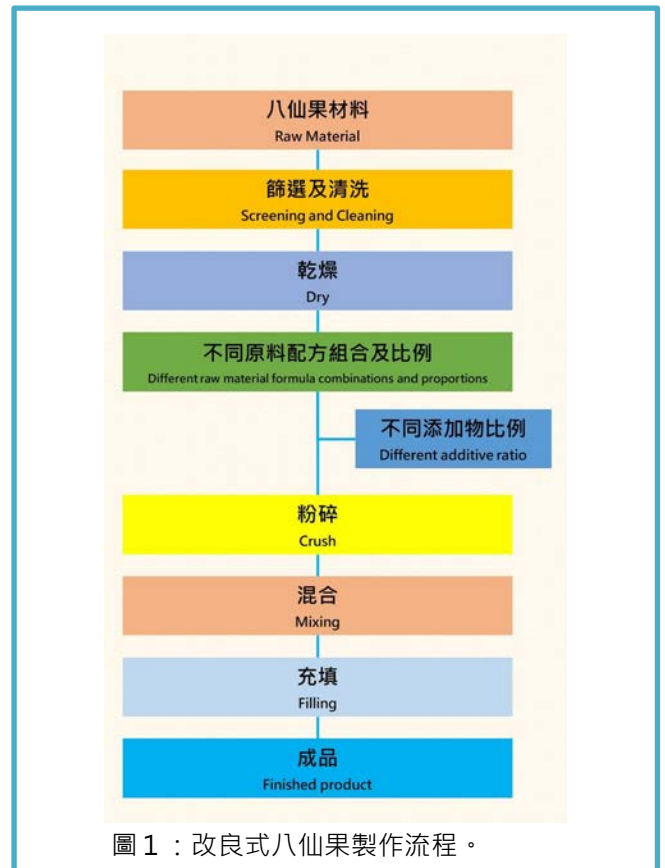 八仙果材料
Raw Material
篩選及清洗
Screening and Cleaning
乾燥
Dry
不同原料配方組合及比例
Different raw material formula combinations and proportions
不同添加物比例
Different additive ratio
粉碎
Crush
混合
Mixing
充填
Filling
成品
Finished product
圖1：改良式八仙果製作流程。